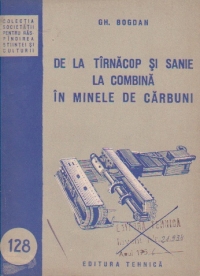 COLECȚIA
SOCIETĂȚII
PENTRU RĂS-
PÎNDIREA
ȘTIINȚEI ȘI
CULTURII
GH. BOGDAN
DE LA TÎRNĂCOP ȘI SANIE
LA COMBINĂ
ÎN MINELE DE CĂRBUNI
128
EDITURA TEHNICĂ